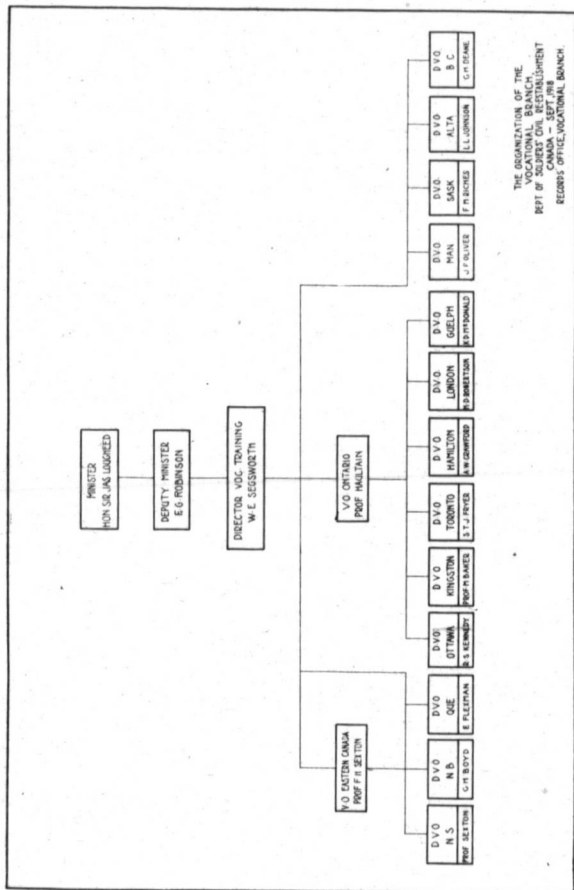 MINISTER
HON SIR JAS LOUGHEED
DEPUTY MINISTER
E.G. ROBINSON
DIRECTOR VOC TRAINING
W.E. SEGSWORTH
V.O EASTERN CANADA
PROF F H SEXTON
V.O ONTARIO
PROF HAULTAIN
D V O
N S
PROF SEXTON
D V O
N B
G M BOYD
D V O
QUE
E FLEXMAN
D V O
OTTAWA
R S KENNEDY
D V O
KINGSTON
PROF M BAKER
D V O
TORONTO
S T J FRYER
D V O
HAMILTON
A W CRAWFORD
D V O
LONDON
N D ROBERTSON
D V O
GUELPH
K D McDONALD
D V O
MAN
J F OLIVER
D V O
SASK
F M RICHES
D V O
ALTA
L L JOHNSON
D V O
B C
G H DEANE
THE ORGANIZATION OF THE
VOCATIONAL BRANCH,
DEPT OF SOLDIERS' CIVIL RE-ESTABLISHMENT
CANADA — SEPT. 1918
RECORDS OFFICE, VOCATIONAL BRANCH.